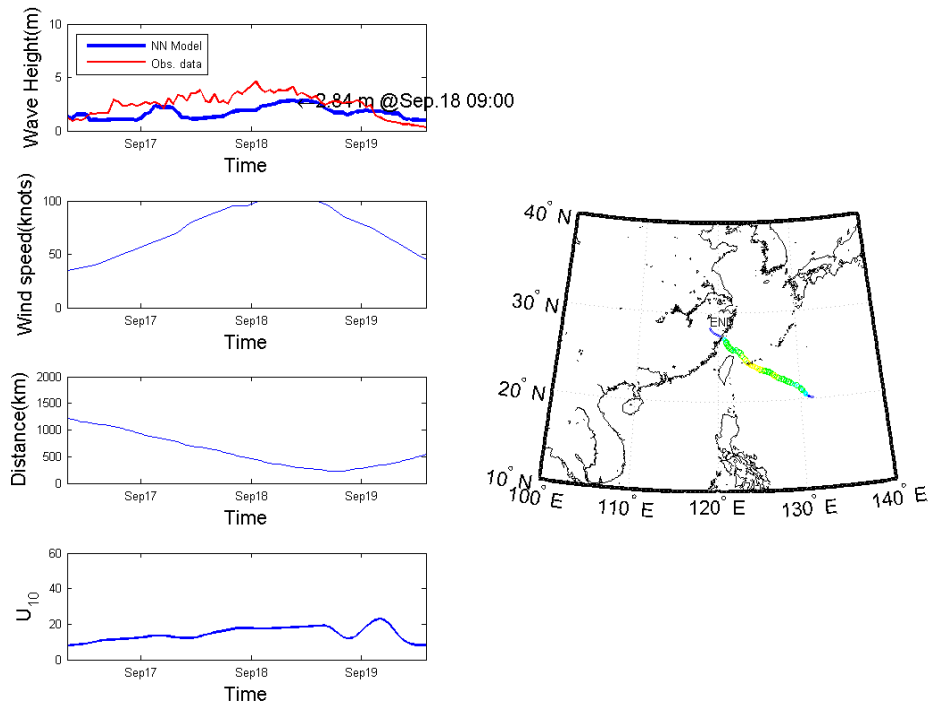 Wave Height(m)
10
5
0
NN Model
Obs. data
←2.84 m @Sep.18 09:00
Sep17
Sep18
Sep19
Time
Wind speed(knots)
100
50
0
Sep17
Sep18
Sep19
Time
Distance(km)
2000
1500
1000
500
0
Sep17
Sep18
Sep19
Time
U10
60
40
20
0
Sep17
Sep18
Sep19
Time
40° N
30° N
20° N
10° N
END
100° E
110° E
120° E
130° E
140° E